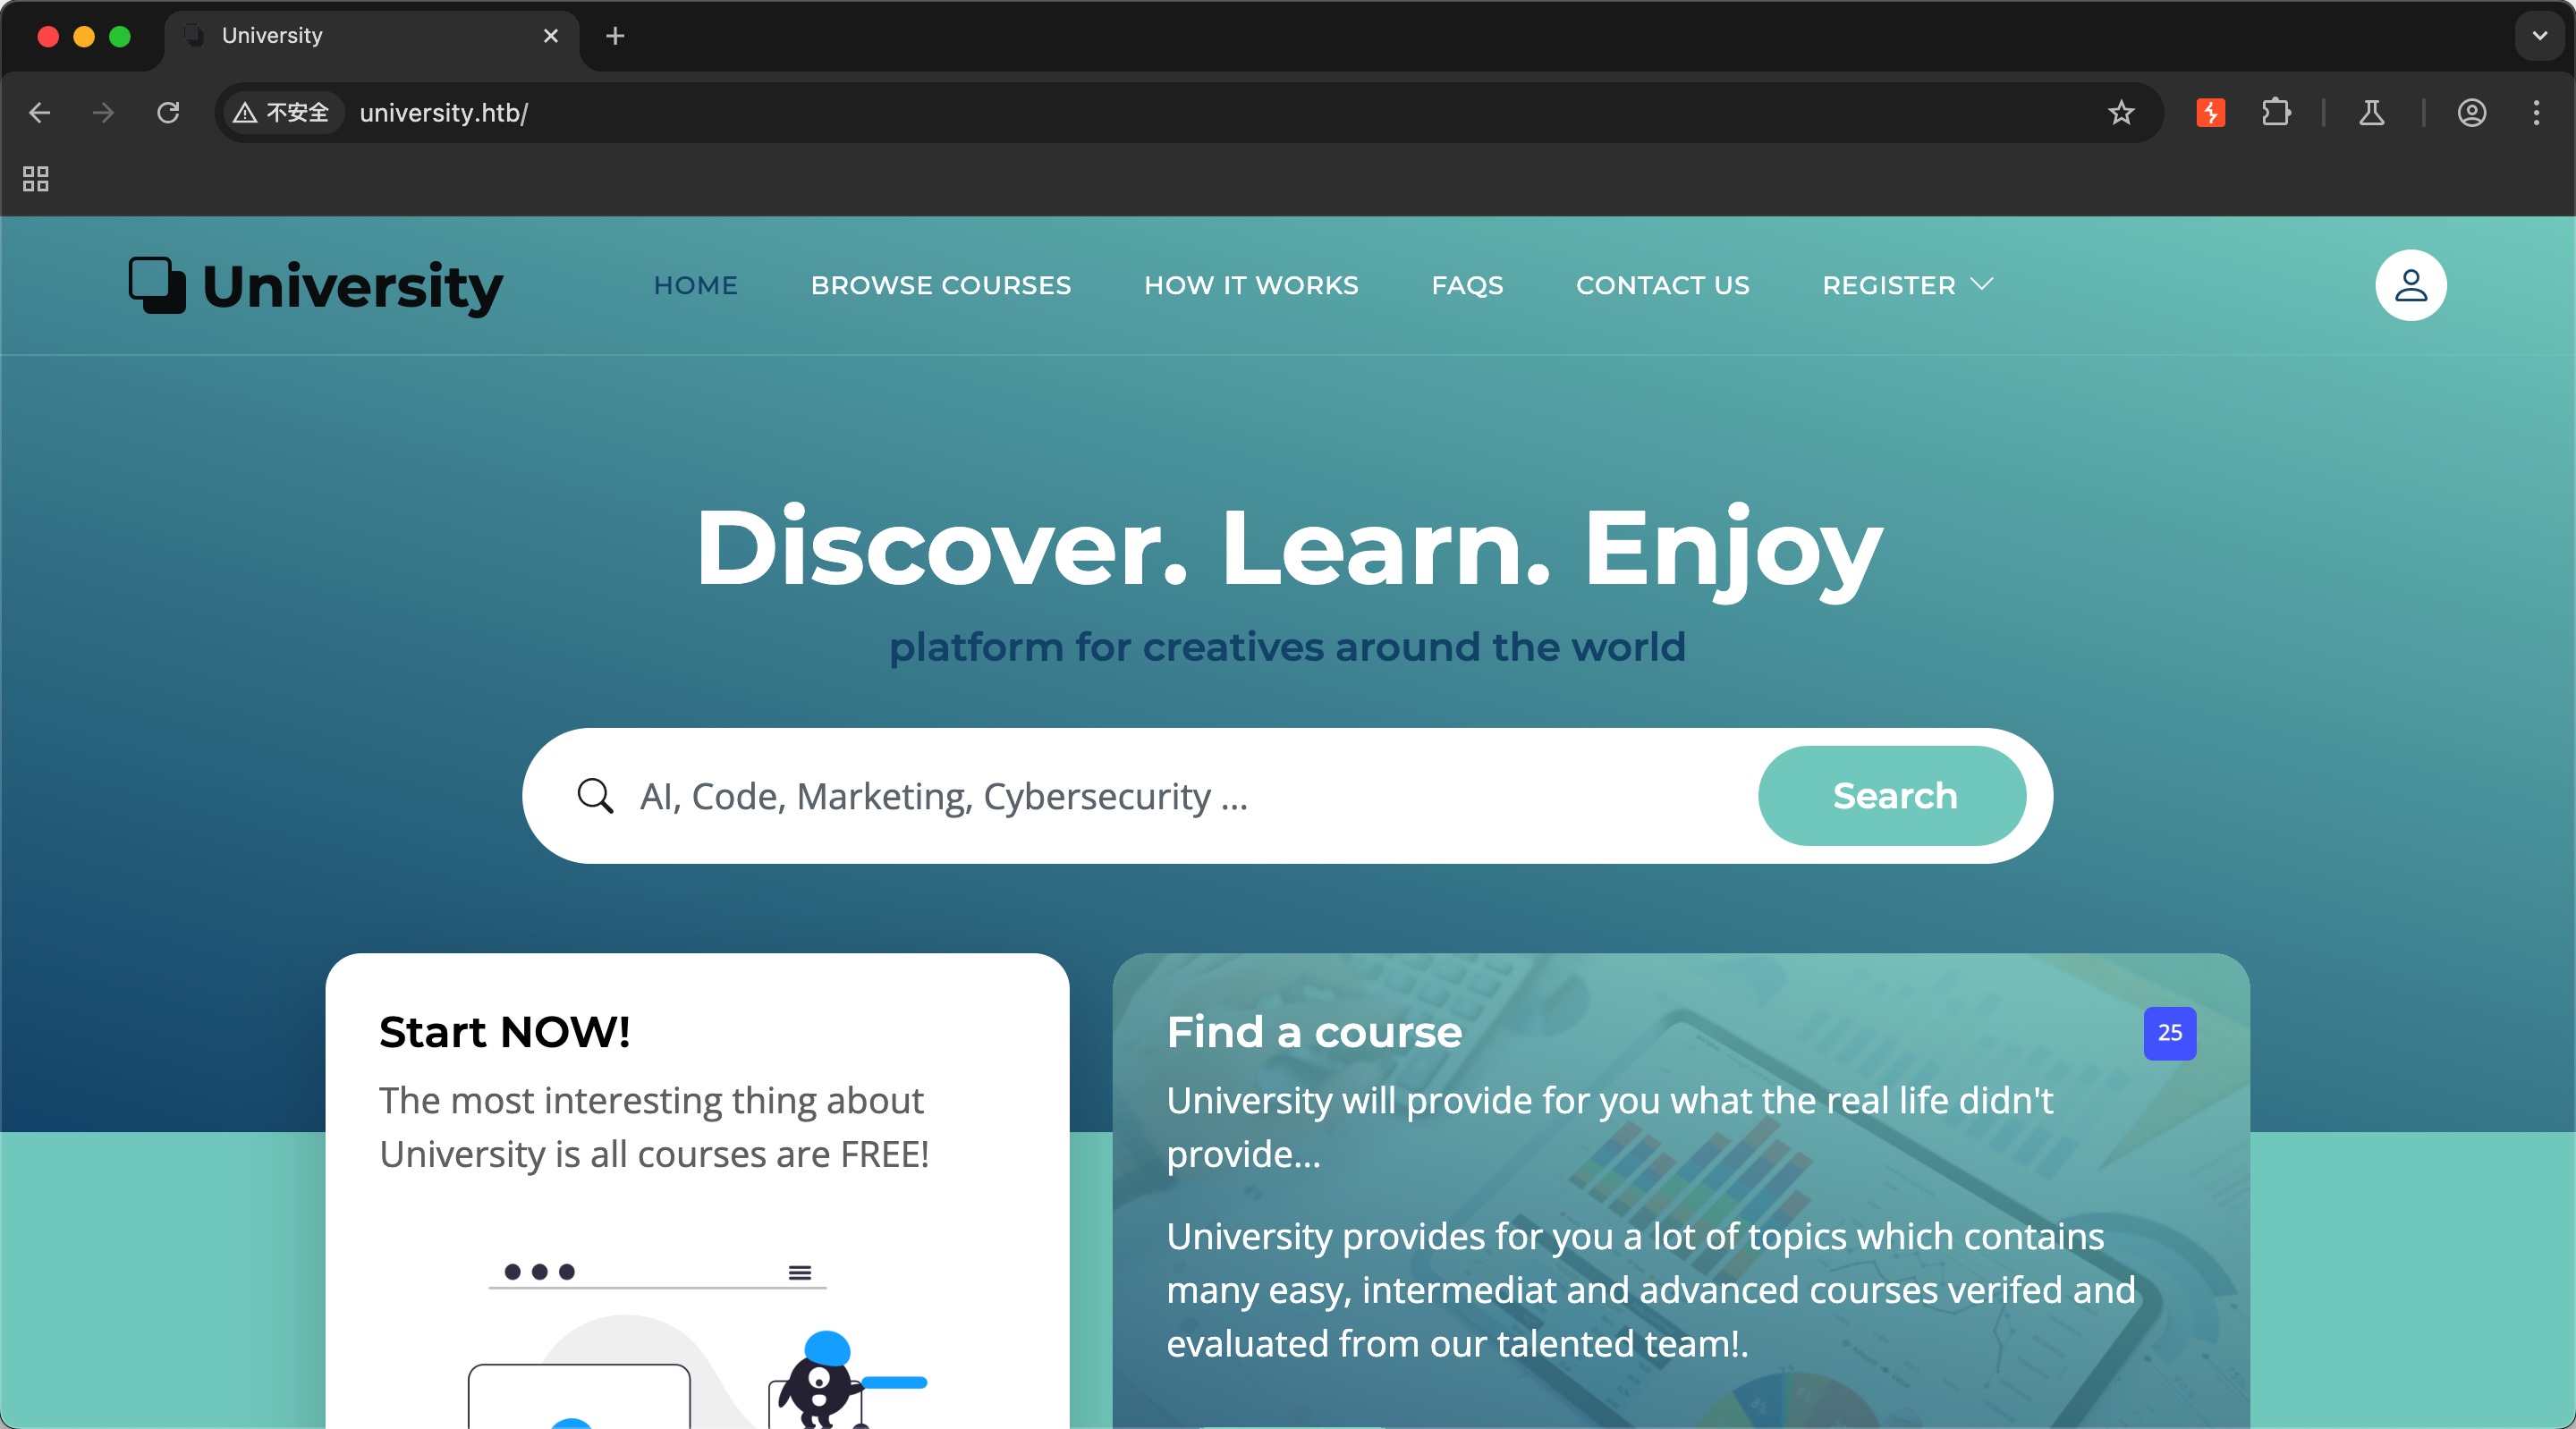 University
不安全
university.htb/
University
HOME
BROWSE COURSES
HOW IT WORKS
FAQS
CONTACT US
REGISTER
Discover. Learn. Enjoy
platform for creatives around the world
AI, Code, Marketing, Cybersecurity ...
Search
Start NOW!
The most interesting thing about
University is all courses are FREE!
Find a course
25
University will provide for you what the real life didn't
provide...
University provides for you a lot of topics which contains
many easy, intermediat and advanced courses verifed and
evaluated from our talented team!.